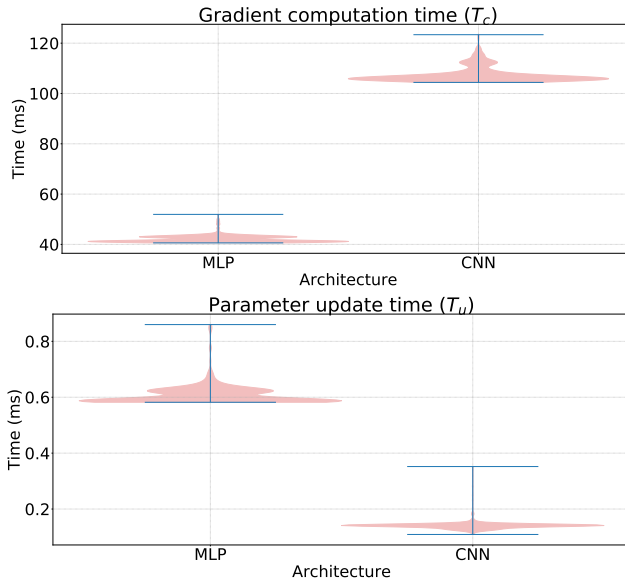 Gradient computation time (T_c)
Time (ms)
120
100
80
60
40
MLP CNN
Architecture
Parameter update time (T_u)
Time (ms)
0.8
0.6
0.4
0.2
MLP CNN
Architecture